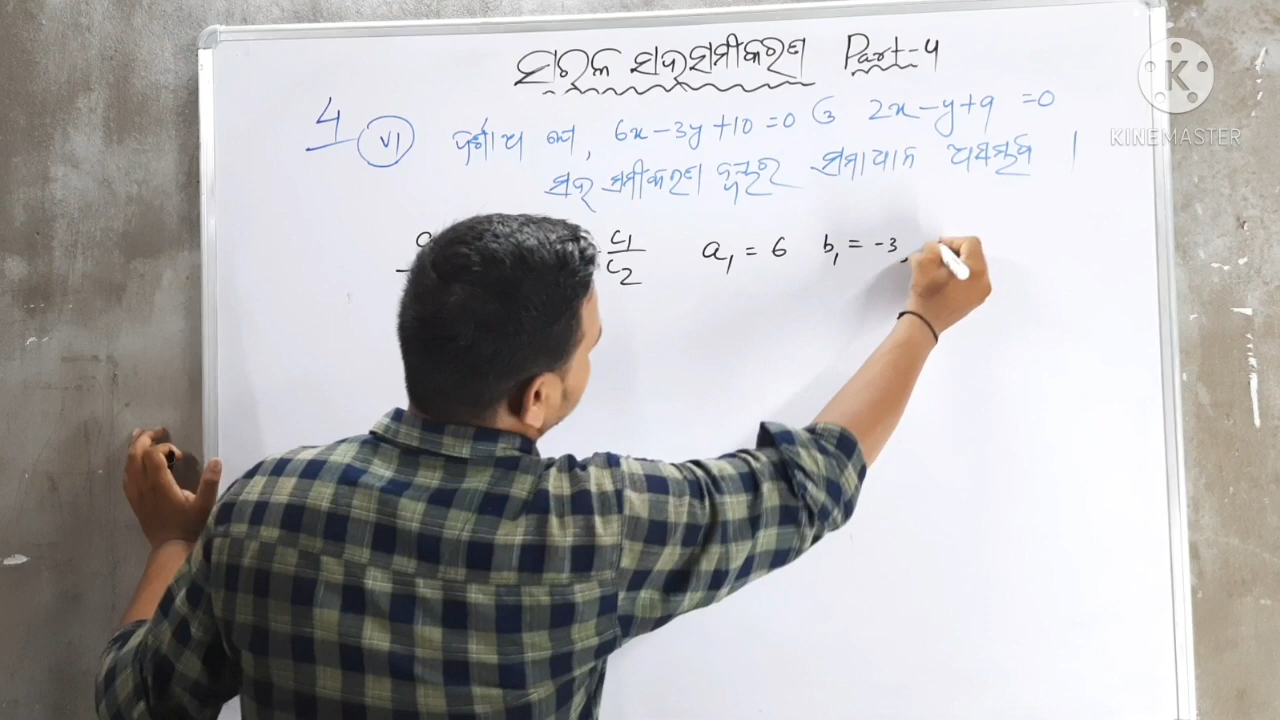 ସରଳ ସହସମୀକରଣ Part-4
4 VI ଦର୍ଶାଅ ଯେ, 6x-3y+10=0 ଓ 2x-y+9=0
ସହ ସମୀକରଣ ଦ୍ୱୟର ସମାଧାନ ଅସମ୍ଭବ ।
c1/c2 a1 = 6 b1 = -3,
KINEMASTER